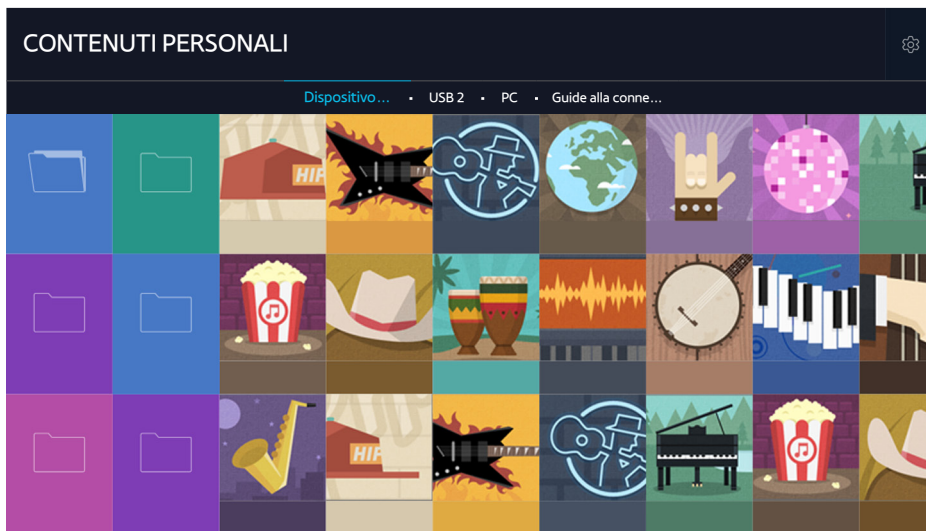 CONTENUTI PERSONALI
Dispositivo... • USB 2 • PC • Guide alla conne...
HIP
HIP